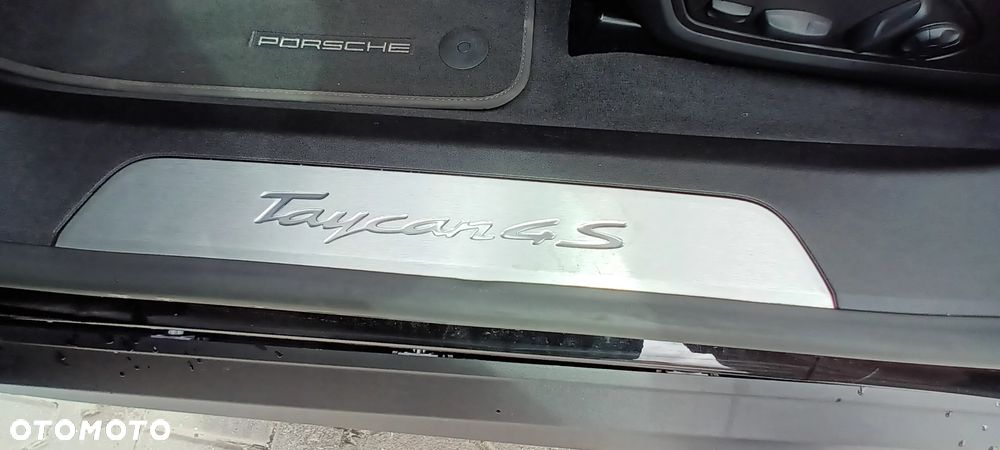 PORSCHE
Taycan 4S
OTOMOTO